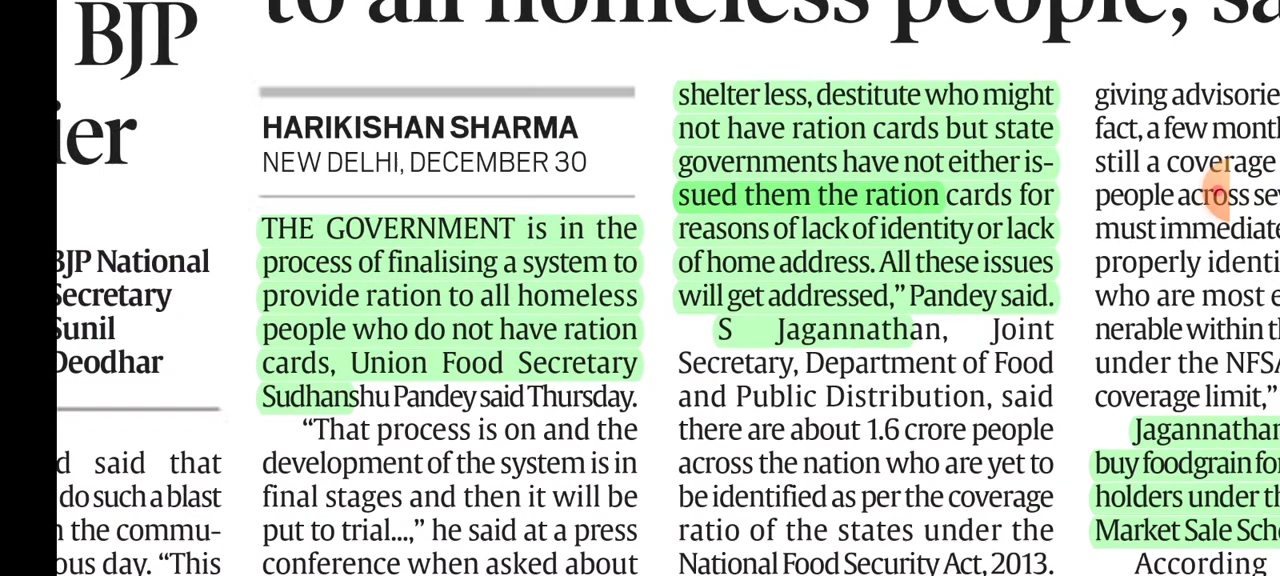 BJP
ier
BJP National
Secretary
Sunil
Deodhar
d said that
do such a blast
n the commu-
ous day. “This
to all homeless people, sa
HARIKISHAN SHARMA
NEW DELHI, DECEMBER 30
THE GOVERNMENT is in the
process of finalising a system to
provide ration to all homeless
people who do not have ration
cards, Union Food Secretary
Sudhanshu Pandey said Thursday.
“That process is on and the
development of the system is in
final stages and then it will be
put to trial...,” he said at a press
conference when asked about
shelter less, destitute who might
not have ration cards but state
governments have not either is-
sued them the ration cards for
reasons of lack of identity or lack
of home address. All these issues
will get addressed,” Pandey said.
S Jagannathan, Joint
Secretary, Department of Food
and Public Distribution, said
there are about 1.6 crore people
across the nation who are yet to
be identified as per the coverage
ratio of the states under the
National Food Security Act, 2013.
giving advisorie
fact, a few month
still a coverage
people across sev
must immediate
properly identi
who are most e
nerable within th
under the NFSA
coverage limit,”
Jagannathan
buy foodgrain for
holders under th
Market Sale Sche
According